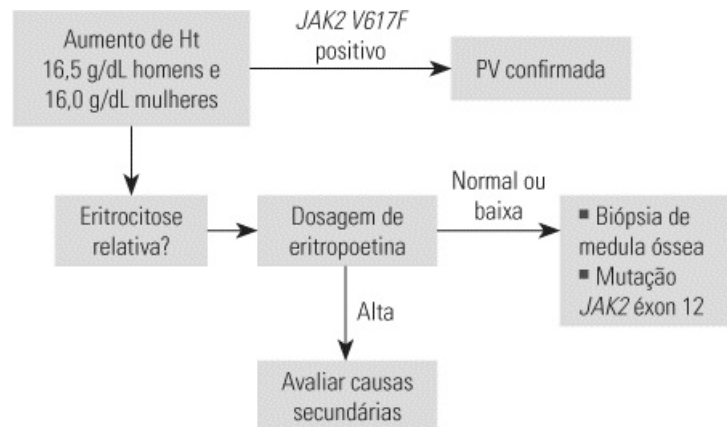 Aumento de Ht
16,5 g/dL homens e
16,0 g/dL mulheres
JAK2 V617F
positivo
PV confirmada
Eritrocitose
relativa?
Dosagem de
eritropoetina
Normal ou
baixa
■ Biópsia de
medula óssea
■ Mutação
JAK2 éxon 12
Alta
Avaliar causas
secundárias